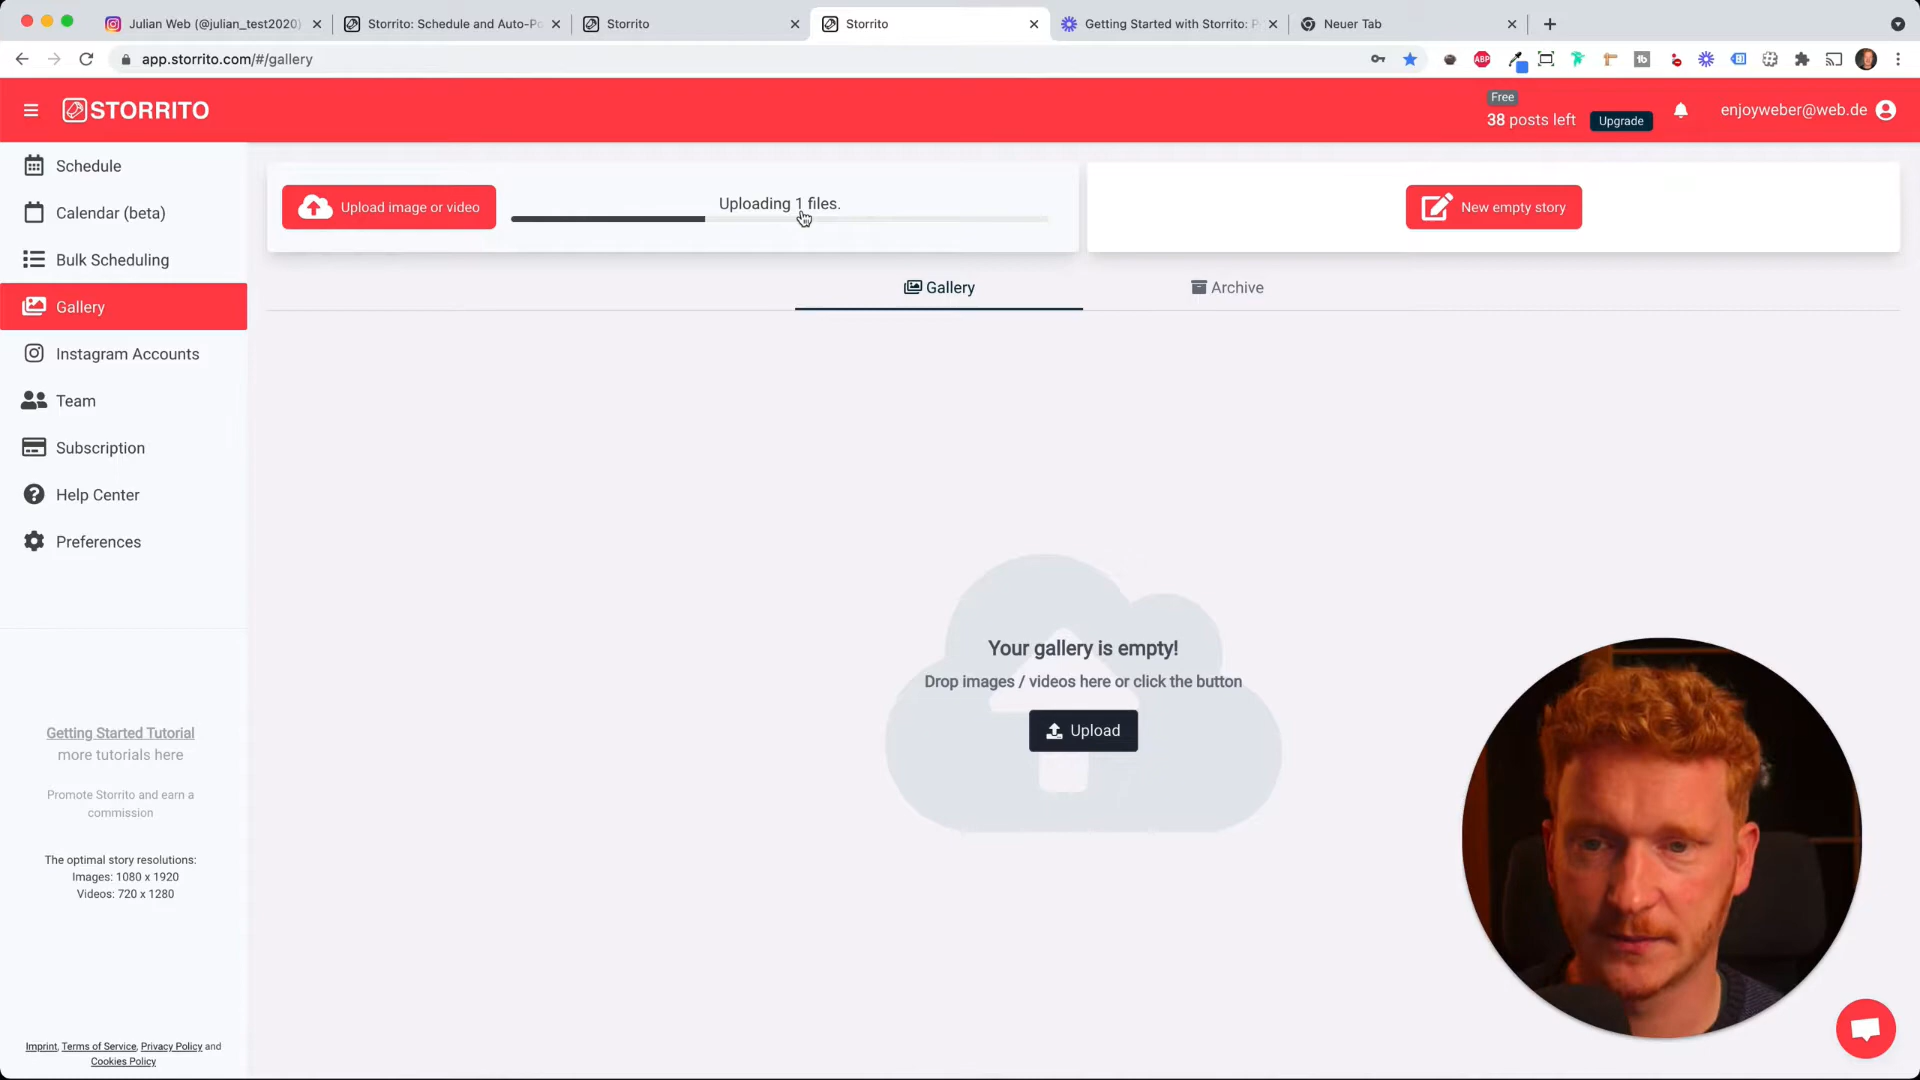 Julian Web (@julian_test2020)
Storrito: Schedule and Auto-Po
Storrito
Storrito
Getting Started with Storrito: P
Neuer Tab
app.storrito.com/#/gallery
ABP
STORRITO
Free
38 posts left
Upgrade
enjoyweber@web.de
Schedule
Calendar (beta)
Bulk Scheduling
Gallery
Instagram Accounts
Team
Subscription
Help Center
Preferences
Upload image or video
Uploading 1 files.
New empty story
Gallery
Archive
Your gallery is empty!
Drop images / videos here or click the button
Upload
Getting Started Tutorial
more tutorials here
Promote Storrito and earn a
commission
The optimal story resolutions:
Images: 1080 x 1920
Videos: 720 x 1280
Imprint, Terms of Service, Privacy Policy and
Cookies Policy